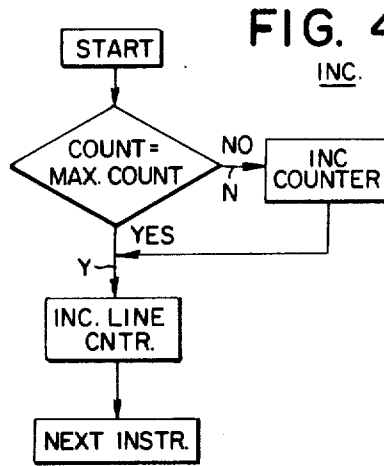 FIG. 4
INC.
START
COUNT =
MAX. COUNT
NO
N
INC
COUNTER
YES
Y
INC. LINE
CNTR.
NEXT INSTR.